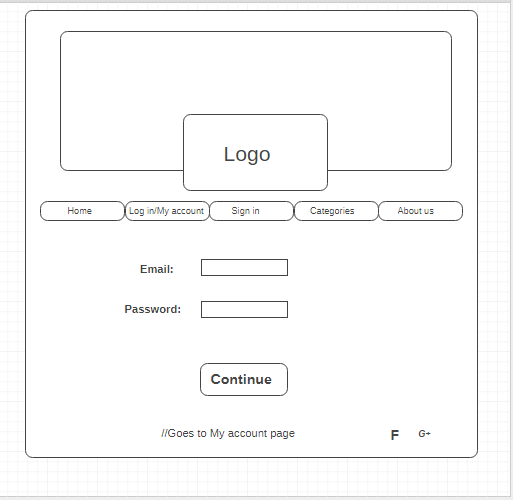 Logo
Home Log in/My account Sign in Categories About us
Email:
Password:
Continue
//Goes to My account page F G+